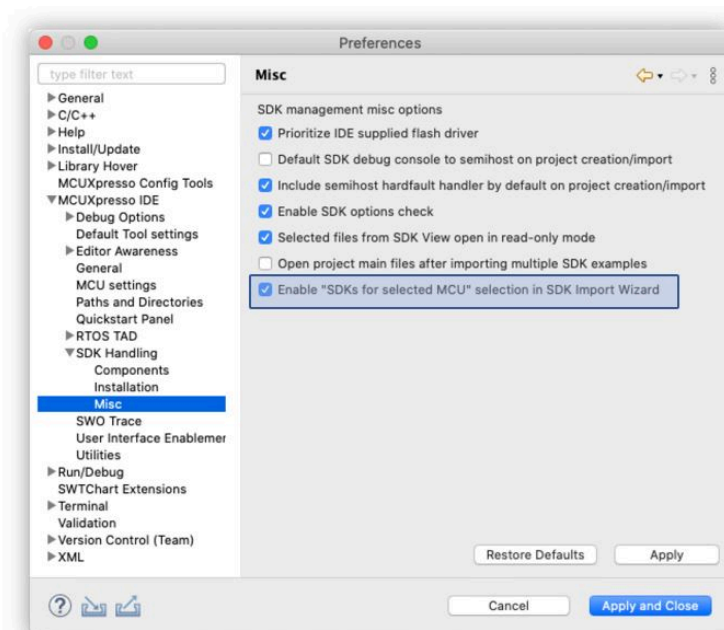 Preferences
type filter text
General
C/C++
Help
Install/Update
Library Hover
MCUXpresso Config Tools
MCUXpresso IDE
Debug Options
Default Tool settings
Editor Awareness
General
MCU settings
Paths and Directories
Quickstart Panel
RTOS TAD
SDK Handling
Components
Installation
Misc
SWO Trace
User Interface Enablemer
Utilities
Run/Debug
SWTChart Extensions
Terminal
Validation
Version Control (Team)
XML
Misc
SDK management misc options
Prioritize IDE supplied flash driver
Default SDK debug console to semihost on project creation/import
Include semihost hardfault handler by default on project creation/import
Enable SDK options check
Selected files from SDK View open in read-only mode
Open project main files after importing multiple SDK examples
Enable "SDKs for selected MCU" selection in SDK Import Wizard
Restore Defaults
Apply
?
Cancel
Apply and Close